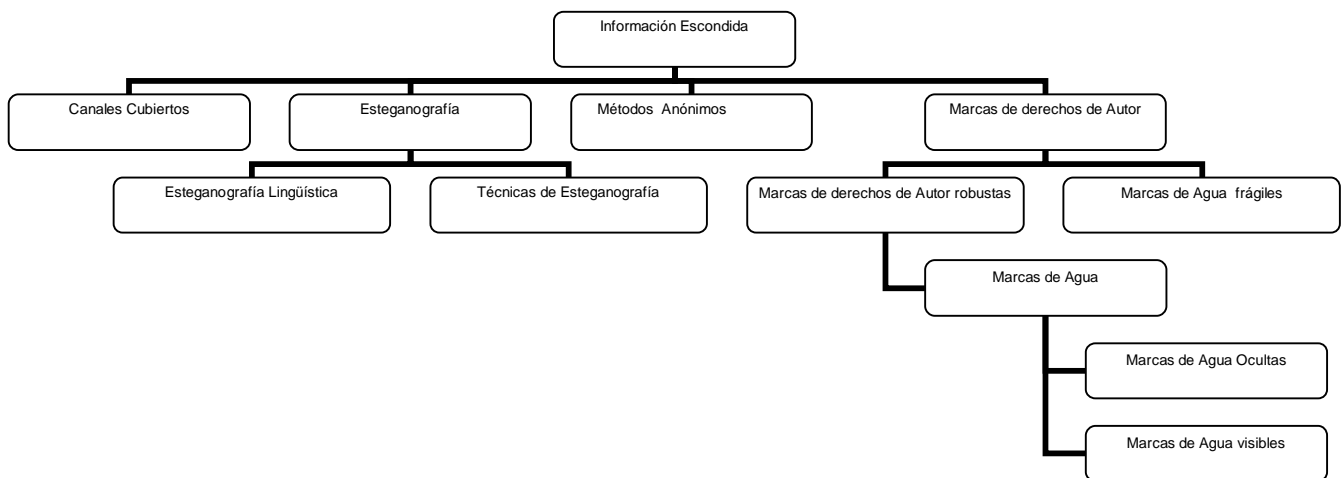 Información Escondida
Canales Cubiertos
Esteganografía
Métodos Anónimos
Marcas de derechos de Autor
Esteganografía Lingüística
Técnicas de Esteganografía
Marcas de derechos de Autor robustas
Marcas de Agua frágiles
Marcas de Agua
Marcas de Agua Ocultas
Marcas de Agua visibles